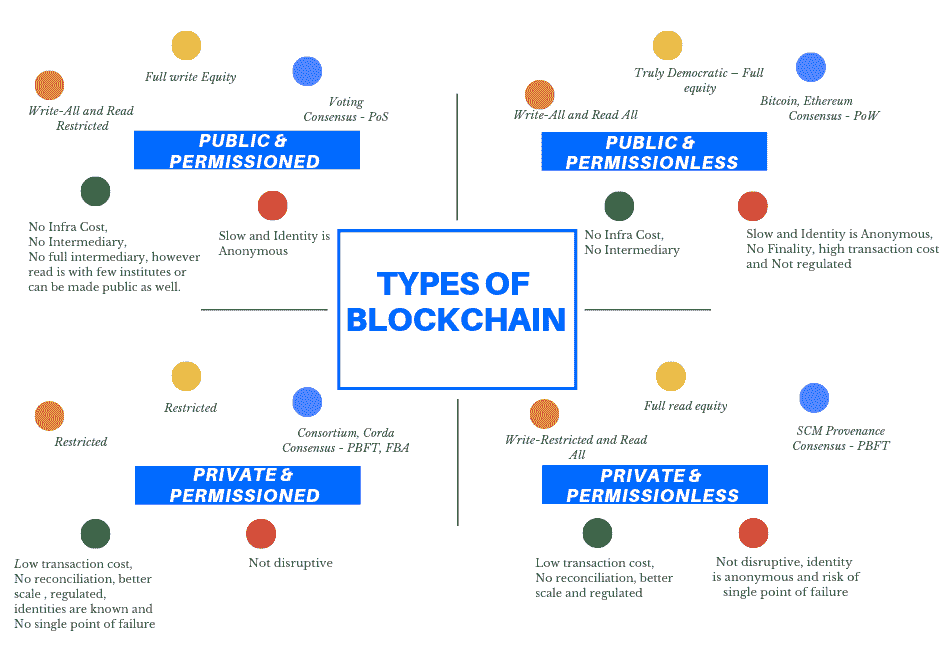 Full write Equity
Write-All and Read
Restricted
Voting
Consensus - PoS
PUBLIC &
PERMISSIONED
No Infra Cost,
No Intermediary,
No full intermediary, however
read is with few institutes or
can be made public as well.
Slow and Identity is
Anonymous
Truly Democratic – Full
equity
Write-All and Read All
Bitcoin, Ethereum
Consensus - PoW
PUBLIC &
PERMISSIONLESS
No Infra Cost,
No Intermediary
Slow and Identity is Anonymous,
No Finality, high transaction cost
and Not regulated
TYPES OF
BLOCKCHAIN
Restricted
Restricted
Consortium, Corda
Consensus - PBFT, FBA
PRIVATE &
PERMISSIONED
Low transaction cost,
No reconciliation, better
scale , regulated,
identities are known and
No single point of failure
Not disruptive
Full read equity
Write-Restricted and Read
All
SCM Provenance
Consensus - PBFT
PRIVATE &
PERMISSIONLESS
Low transaction cost,
No reconciliation, better
scale and regulated
Not disruptive, identity
is anonymous and risk of
single point of failure